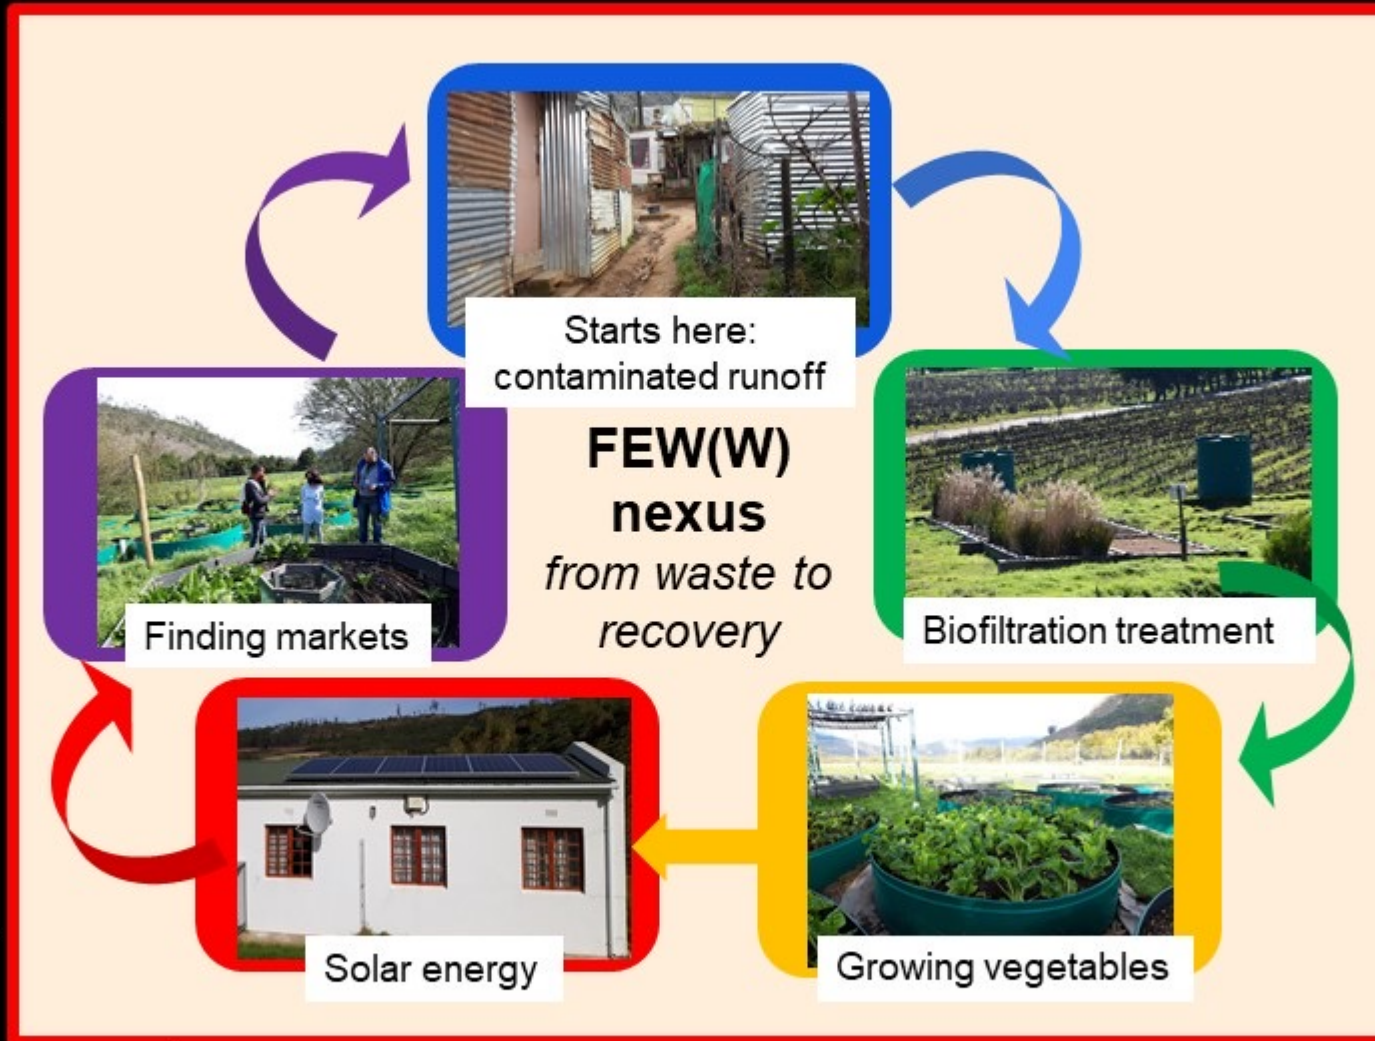 Starts here:
contaminated runoff
FEW(W)
nexus
from waste to
recovery
Finding markets
Biofiltration treatment
Solar energy
Growing vegetables